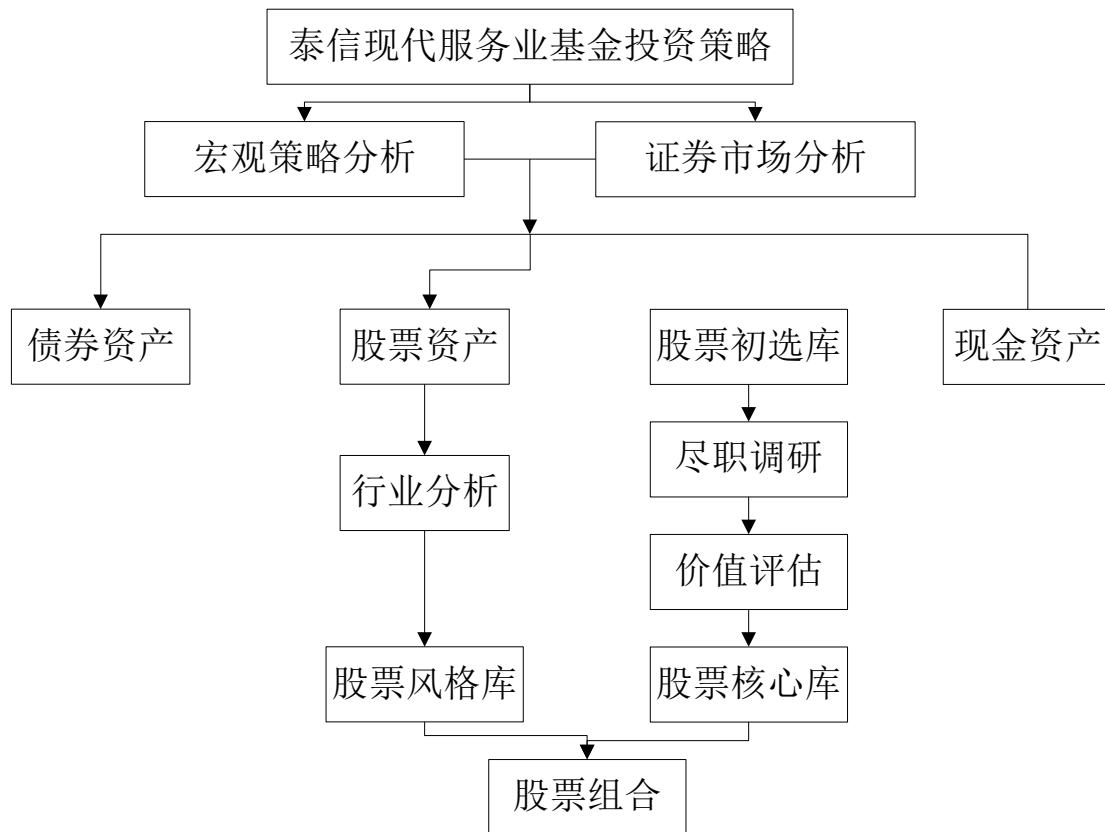 泰信现代服务业基金投资策略
宏观策略分析
证券市场分析
债券资产
股票资产
股票初选库
现金资产
尽职调研
行业分析
价值评估
股票风格库
股票核心库
股票组合